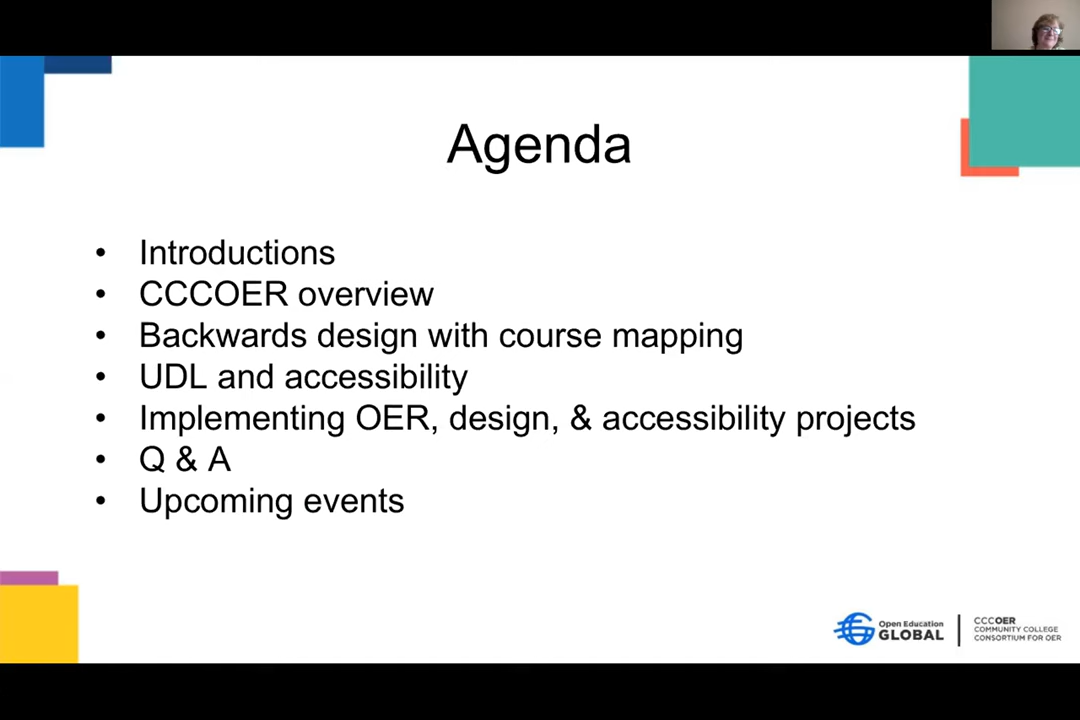 Agenda
• Introductions
• CCCOER overview
• Backwards design with course mapping
• UDL and accessibility
• Implementing OER, design, & accessibility projects
• Q & A
• Upcoming events
Open Education
GLOBAL
CCCOER
COMMUNITY COLLEGE
CONSORTIUM FOR OER